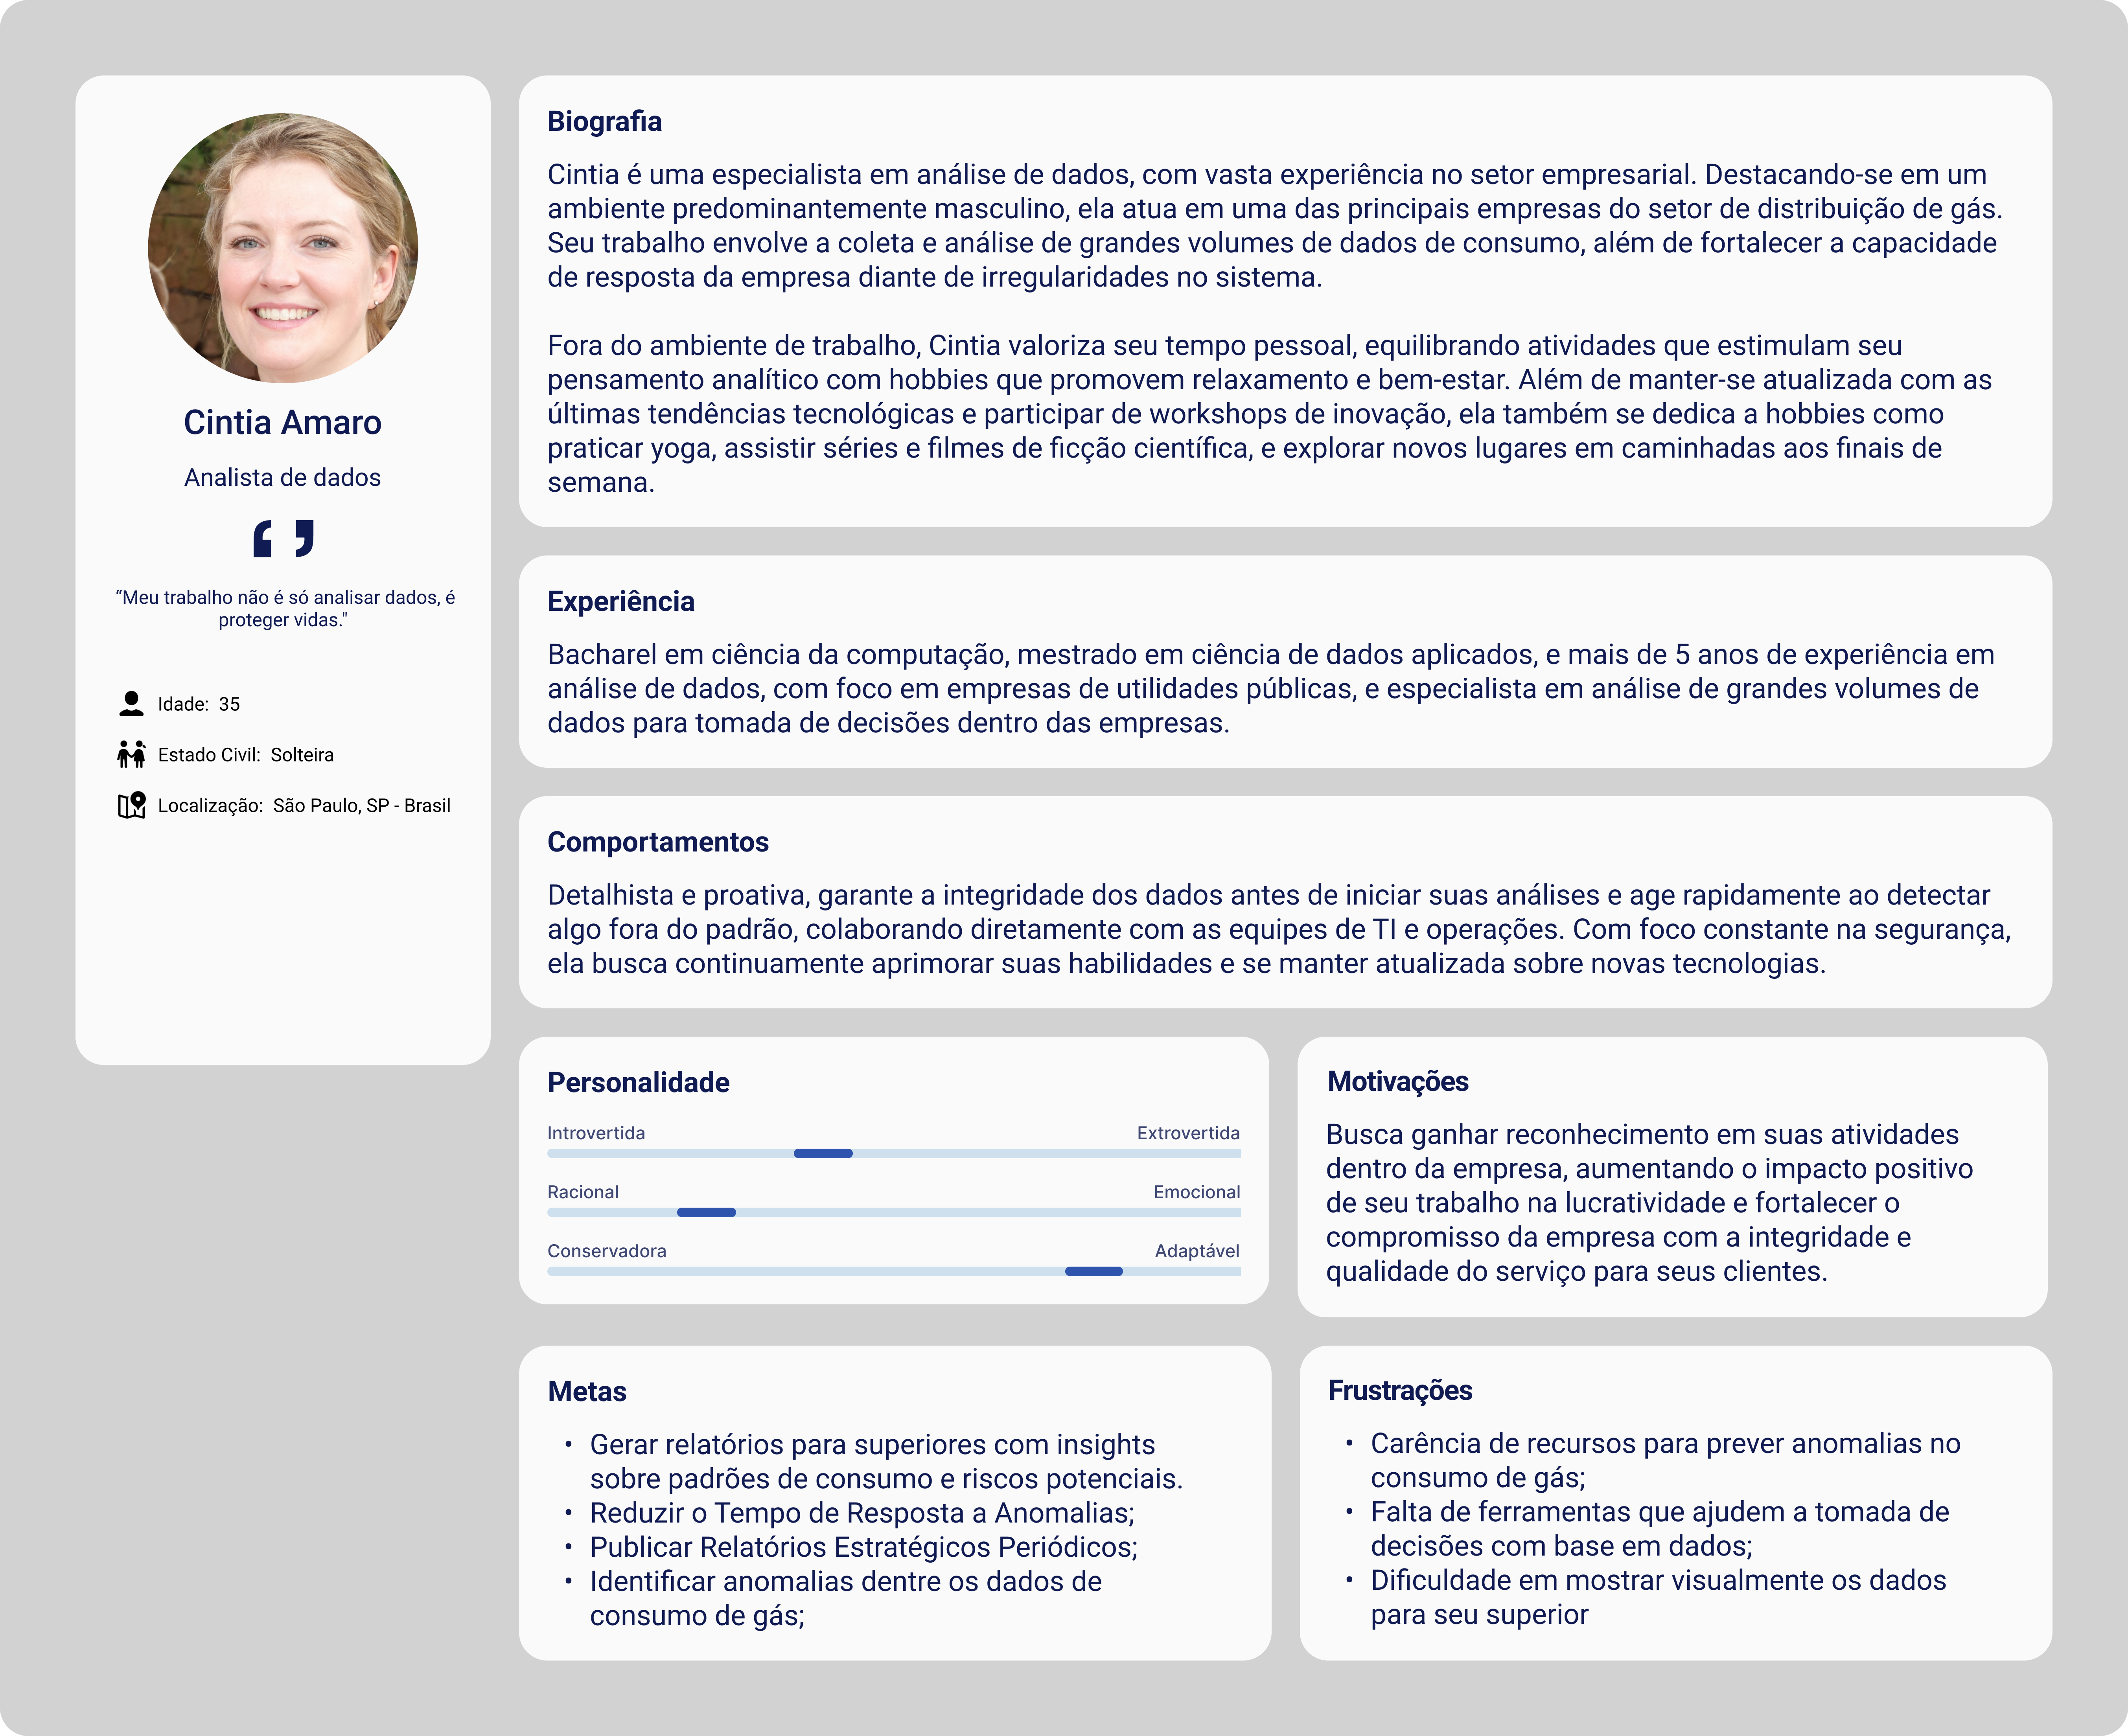 Cintia Amaro
Analista de dados
“Meu trabalho não é só analisar dados, é
proteger vidas."
Idade: 35
Estado Civil: Solteira
Localização: São Paulo, SP - Brasil
Biografia
Cintia é uma especialista em análise de dados, com vasta experiência no setor empresarial. Destacando-se em um
ambiente predominantemente masculino, ela atua em uma das principais empresas do setor de distribuição de gás.
Seu trabalho envolve a coleta e análise de grandes volumes de dados de consumo, além de fortalecer a capacidade
de resposta da empresa diante de irregularidades no sistema.
Fora do ambiente de trabalho, Cintia valoriza seu tempo pessoal, equilibrando atividades que estimulam seu
pensamento analítico com hobbies que promovem relaxamento e bem-estar. Além de manter-se atualizada com as
últimas tendências tecnológicas e participar de workshops de inovação, ela também se dedica a hobbies como
praticar yoga, assistir séries e filmes de ficção científica, e explorar novos lugares em caminhadas aos finais de
semana.
Experiência
Bacharel em ciência da computação, mestrado em ciência de dados aplicados, e mais de 5 anos de experiência em
análise de dados, com foco em empresas de utilidades públicas, e especialista em análise de grandes volumes de
dados para tomada de decisões dentro das empresas.
Comportamentos
Detalhista e proativa, garante a integridade dos dados antes de iniciar suas análises e age rapidamente ao detectar
algo fora do padrão, colaborando diretamente com as equipes de TI e operações. Com foco constante na segurança,
ela busca continuamente aprimorar suas habilidades e se manter atualizada sobre novas tecnologias.
Personalidade
Introvertida Extrovertida
Racional Emocional
Conservadora Adaptável
Motivações
Busca ganhar reconhecimento em suas atividades
dentro da empresa, aumentando o impacto positivo
de seu trabalho na lucratividade e fortalecer o
compromisso da empresa com a integridade e
qualidade do serviço para seus clientes.
Metas
• Gerar relatórios para superiores com insights
sobre padrões de consumo e riscos potenciais.
• Reduzir o Tempo de Resposta a Anomalias;
• Publicar Relatórios Estratégicos Periódicos;
• Identificar anomalias dentre os dados de
consumo de gás;
Frustrações
• Carência de recursos para prever anomalias no
consumo de gás;
• Falta de ferramentas que ajudem a tomada de
decisões com base em dados;
• Dificuldade em mostrar visualmente os dados
para seu superior